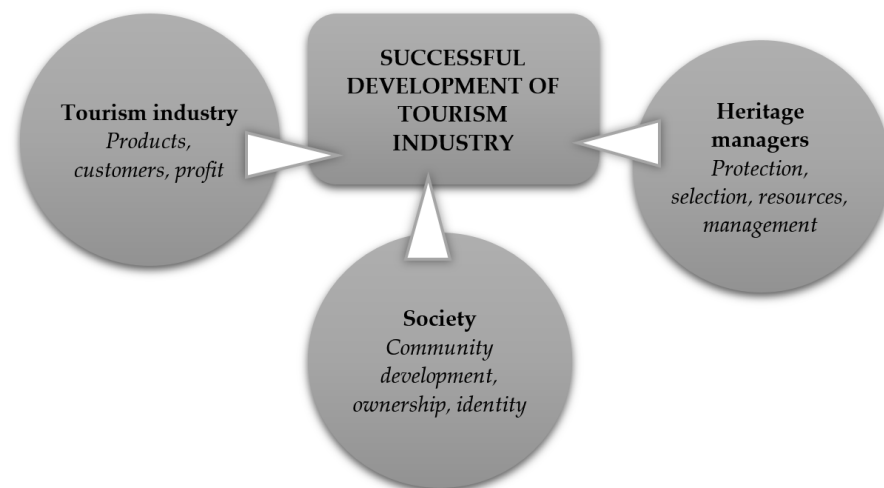 SUCCESSFUL
DEVELOPMENT OF
TOURISM
INDUSTRY
Tourism industry
Products,
customers, profit
Heritage
managers
Protection,
selection, resources,
management
Society
Community
development,
ownership, identity